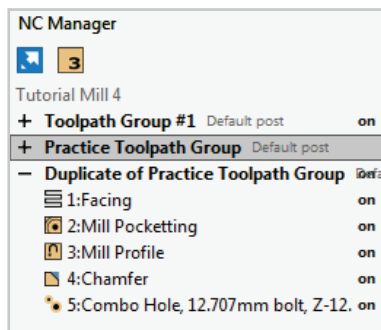 NC Manager
3
Tutorial Mill 4
+ Toolpath Group #1 Default post on
+ Practice Toolpath Group Default post
− Duplicate of Practice Toolpath Group on
1:Facing on
2:Mill Pocketting on
3:Mill Profile on
4:Chamfer on
5:Combo Hole, 12.707mm bolt, Z-12. on